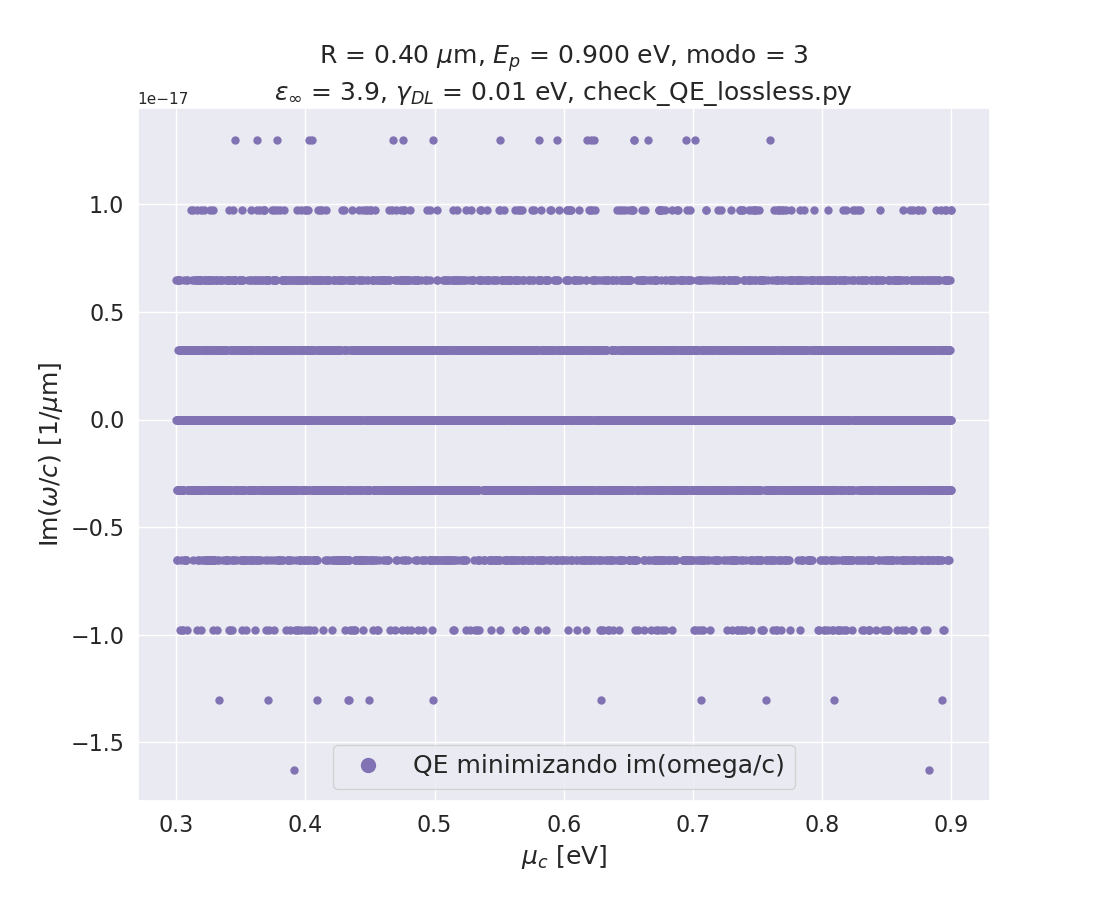 R = 0.40 μm, E_p = 0.900 eV, modo = 3
ε_∞ = 3.9, γ_DL = 0.01 eV, check_QE_lossless.py
1e−17
1.0
0.5
0.0
−0.5
−1.0
−1.5
Im(ω/c) [1/μm]
QE minimizando im(omega/c)
0.3 0.4 0.5 0.6 0.7 0.8 0.9
μ_c [eV]